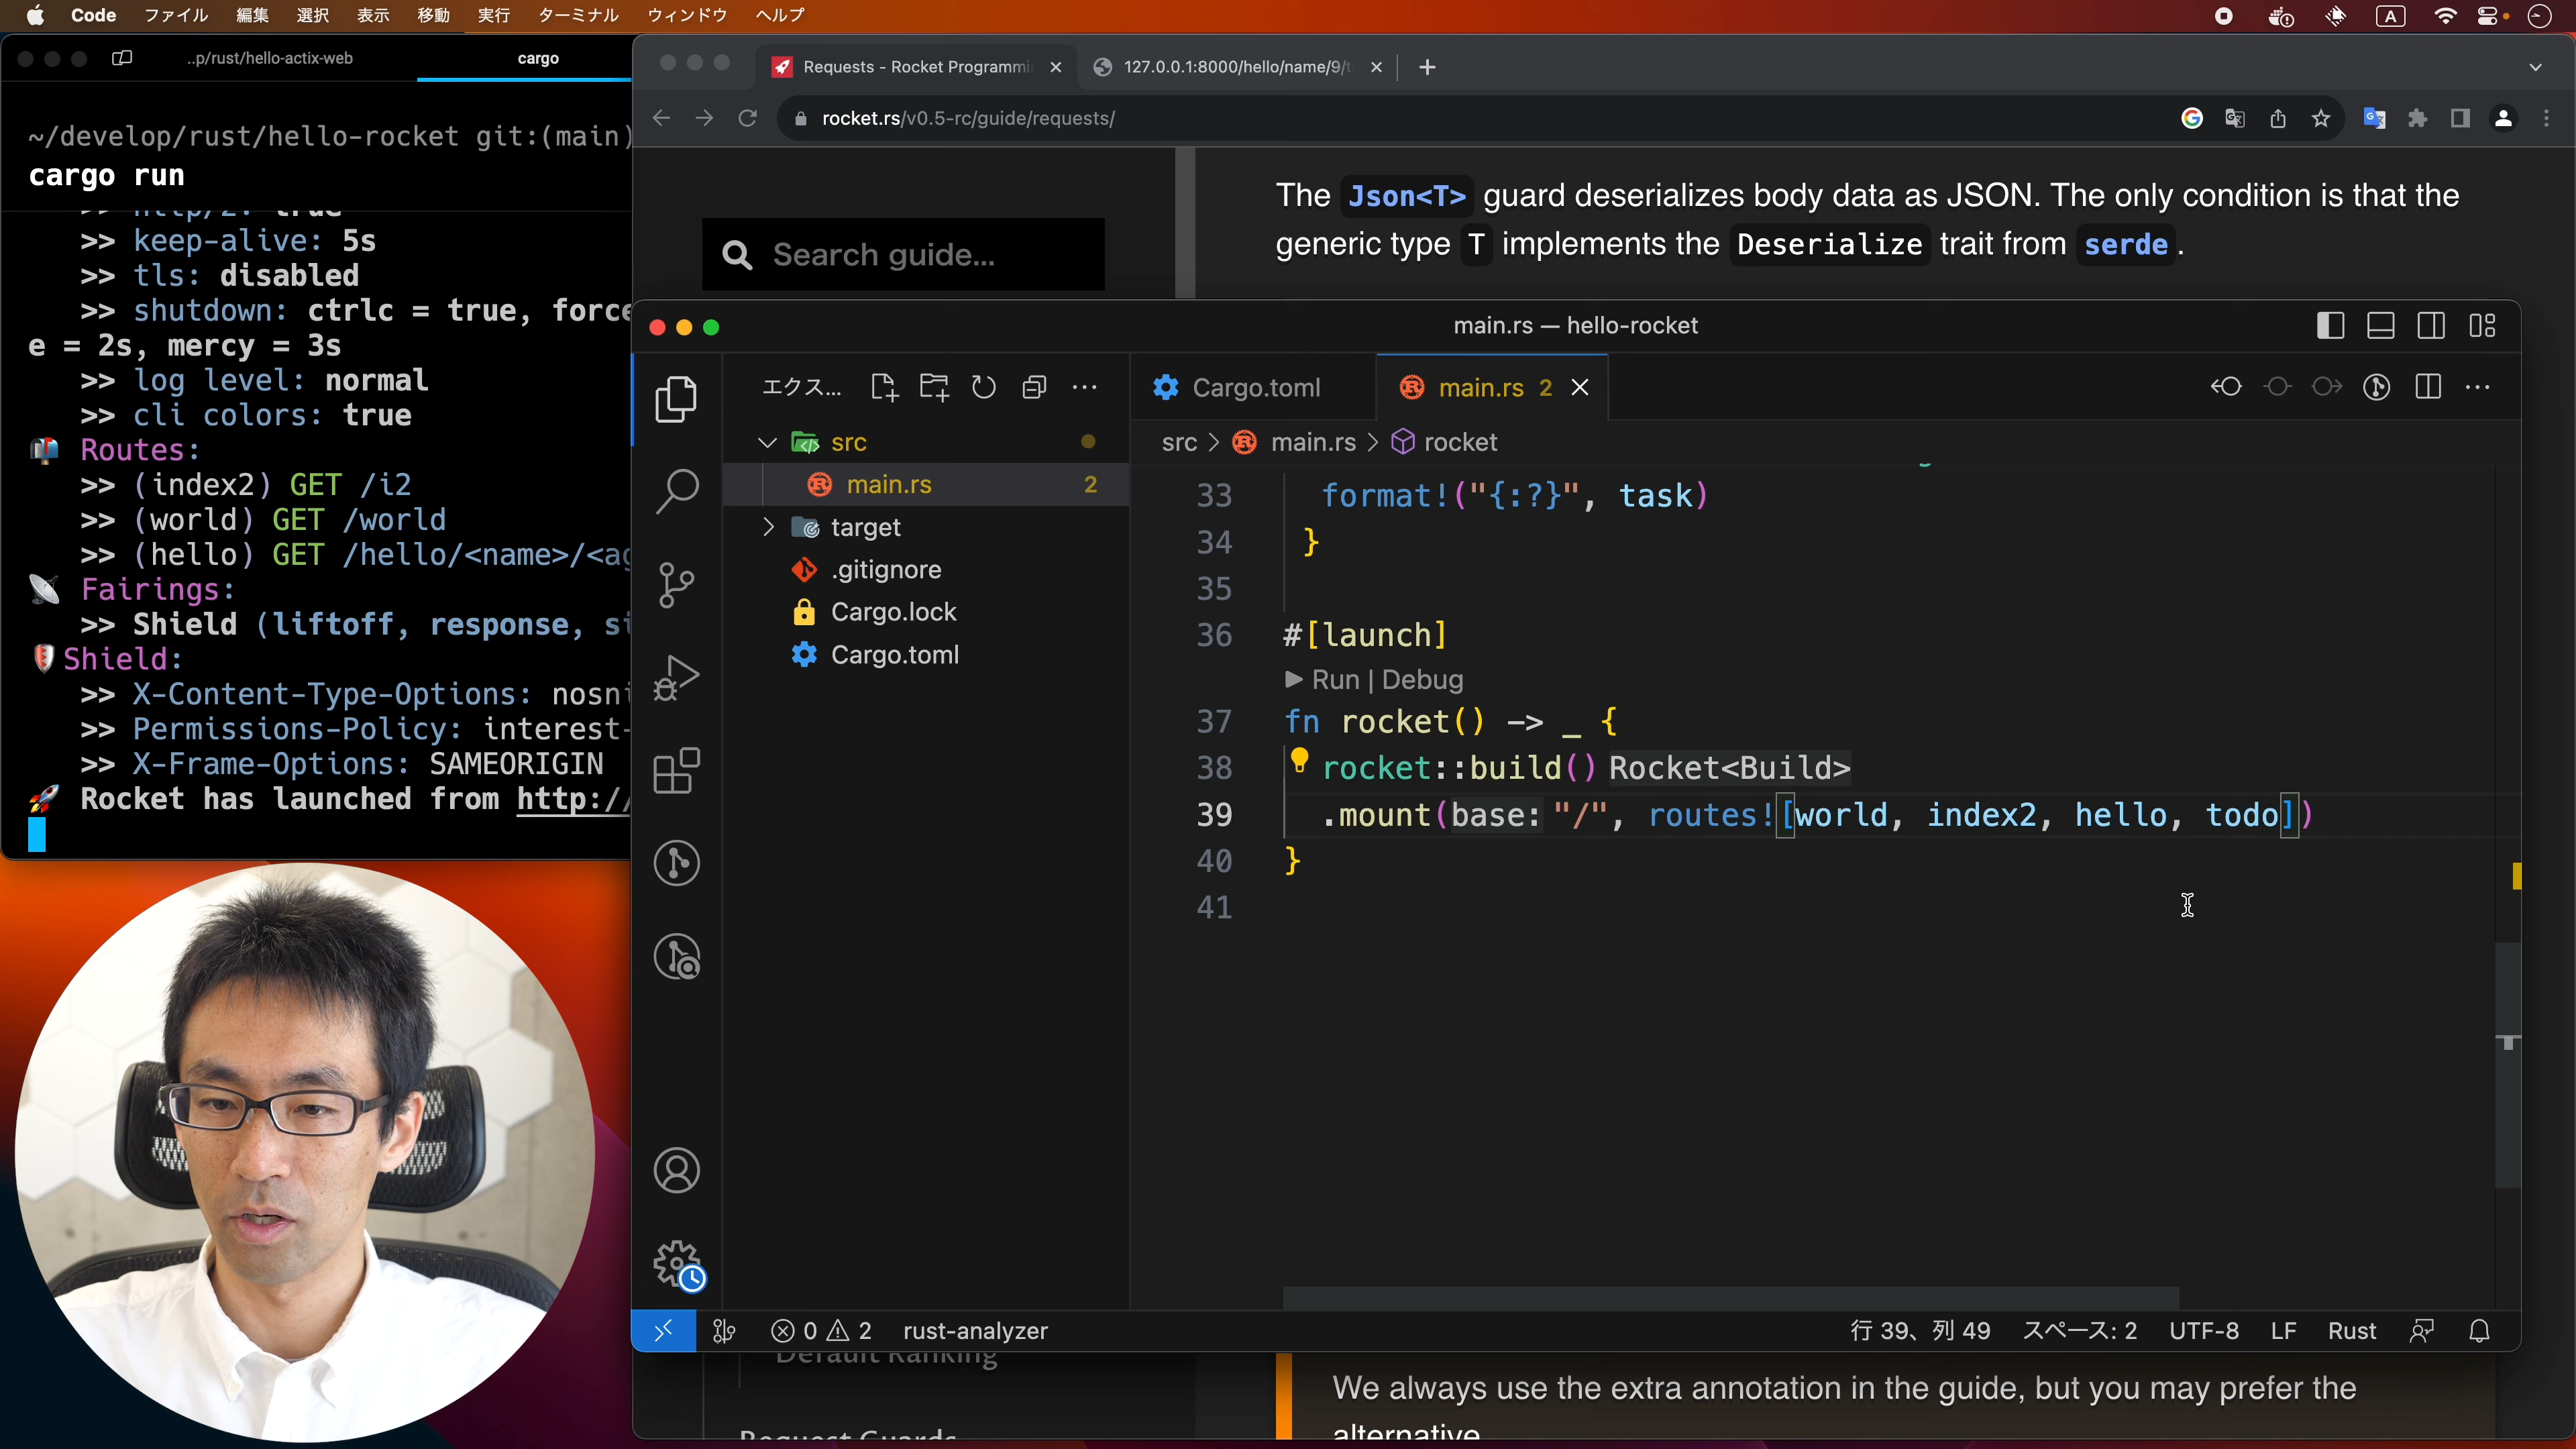 Code ファイル 編集 選択 表示 移動 実行 ターミナル ウィンドウ ヘルプ
A
..p/rust/hello-actix-web
cargo
~/develop/rust/hello-rocket git:(main)
cargo run
>> http/2: true
>> keep-alive: 5s
>> tls: disabled
>> shutdown: ctrlc = true, force
e = 2s, mercy = 3s
>> log level: normal
>> cli colors: true
📬 Routes:
>> (index2) GET /i2
>> (world) GET /world
>> (hello) GET /hello/<name>/<ag
📡 Fairings:
>> Shield (liftoff, response, si
🛡️Shield:
>> X-Content-Type-Options: nosni
>> Permissions-Policy: interest-
>> X-Frame-Options: SAMEORIGIN
🚀 Rocket has launched from http://
Requests - Rocket Programmi
127.0.0.1:8000/hello/name/9/t
rocket.rs/v0.5-rc/guide/requests/
Search guide...
The Json<T> guard deserializes body data as JSON. The only condition is that the
generic type T implements the Deserialize trait from serde.
main.rs — hello-rocket
エクス...
src
main.rs 2
target
.gitignore
Cargo.lock
Cargo.toml
Cargo.toml
main.rs 2
src > main.rs > rocket
33 format!("{:?}", task)
34 }
35
36 #[launch]
▶ Run | Debug
37 fn rocket() -> _ {
38 rocket::build() Rocket<Build>
39 .mount(base: "/", routes![world, index2, hello, todo])
40 }
41
0 2 rust-analyzer
行 39、列 49 スペース: 2 UTF-8 LF Rust
Default Ranking
Request Guards
We always use the extra annotation in the guide, but you may prefer the
alternative